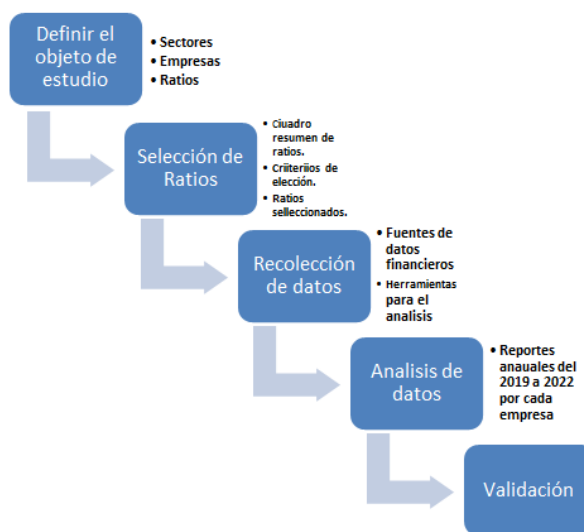 Definir el
objeto de
estudio
• Sectores
• Empresas
• Ratios
Selección de
Ratios
• Ciuadro
resumen de
ratios.
• Criiteriios de
elección.
• Ratios
selleccionados.
Recolección
de datos
• Fuentes de
datos
financieros
• Herramientas
para el
analisis
Analisis de
datos
• Reportes
anuales del
2019 a 2022
por cada
empresa
Validación